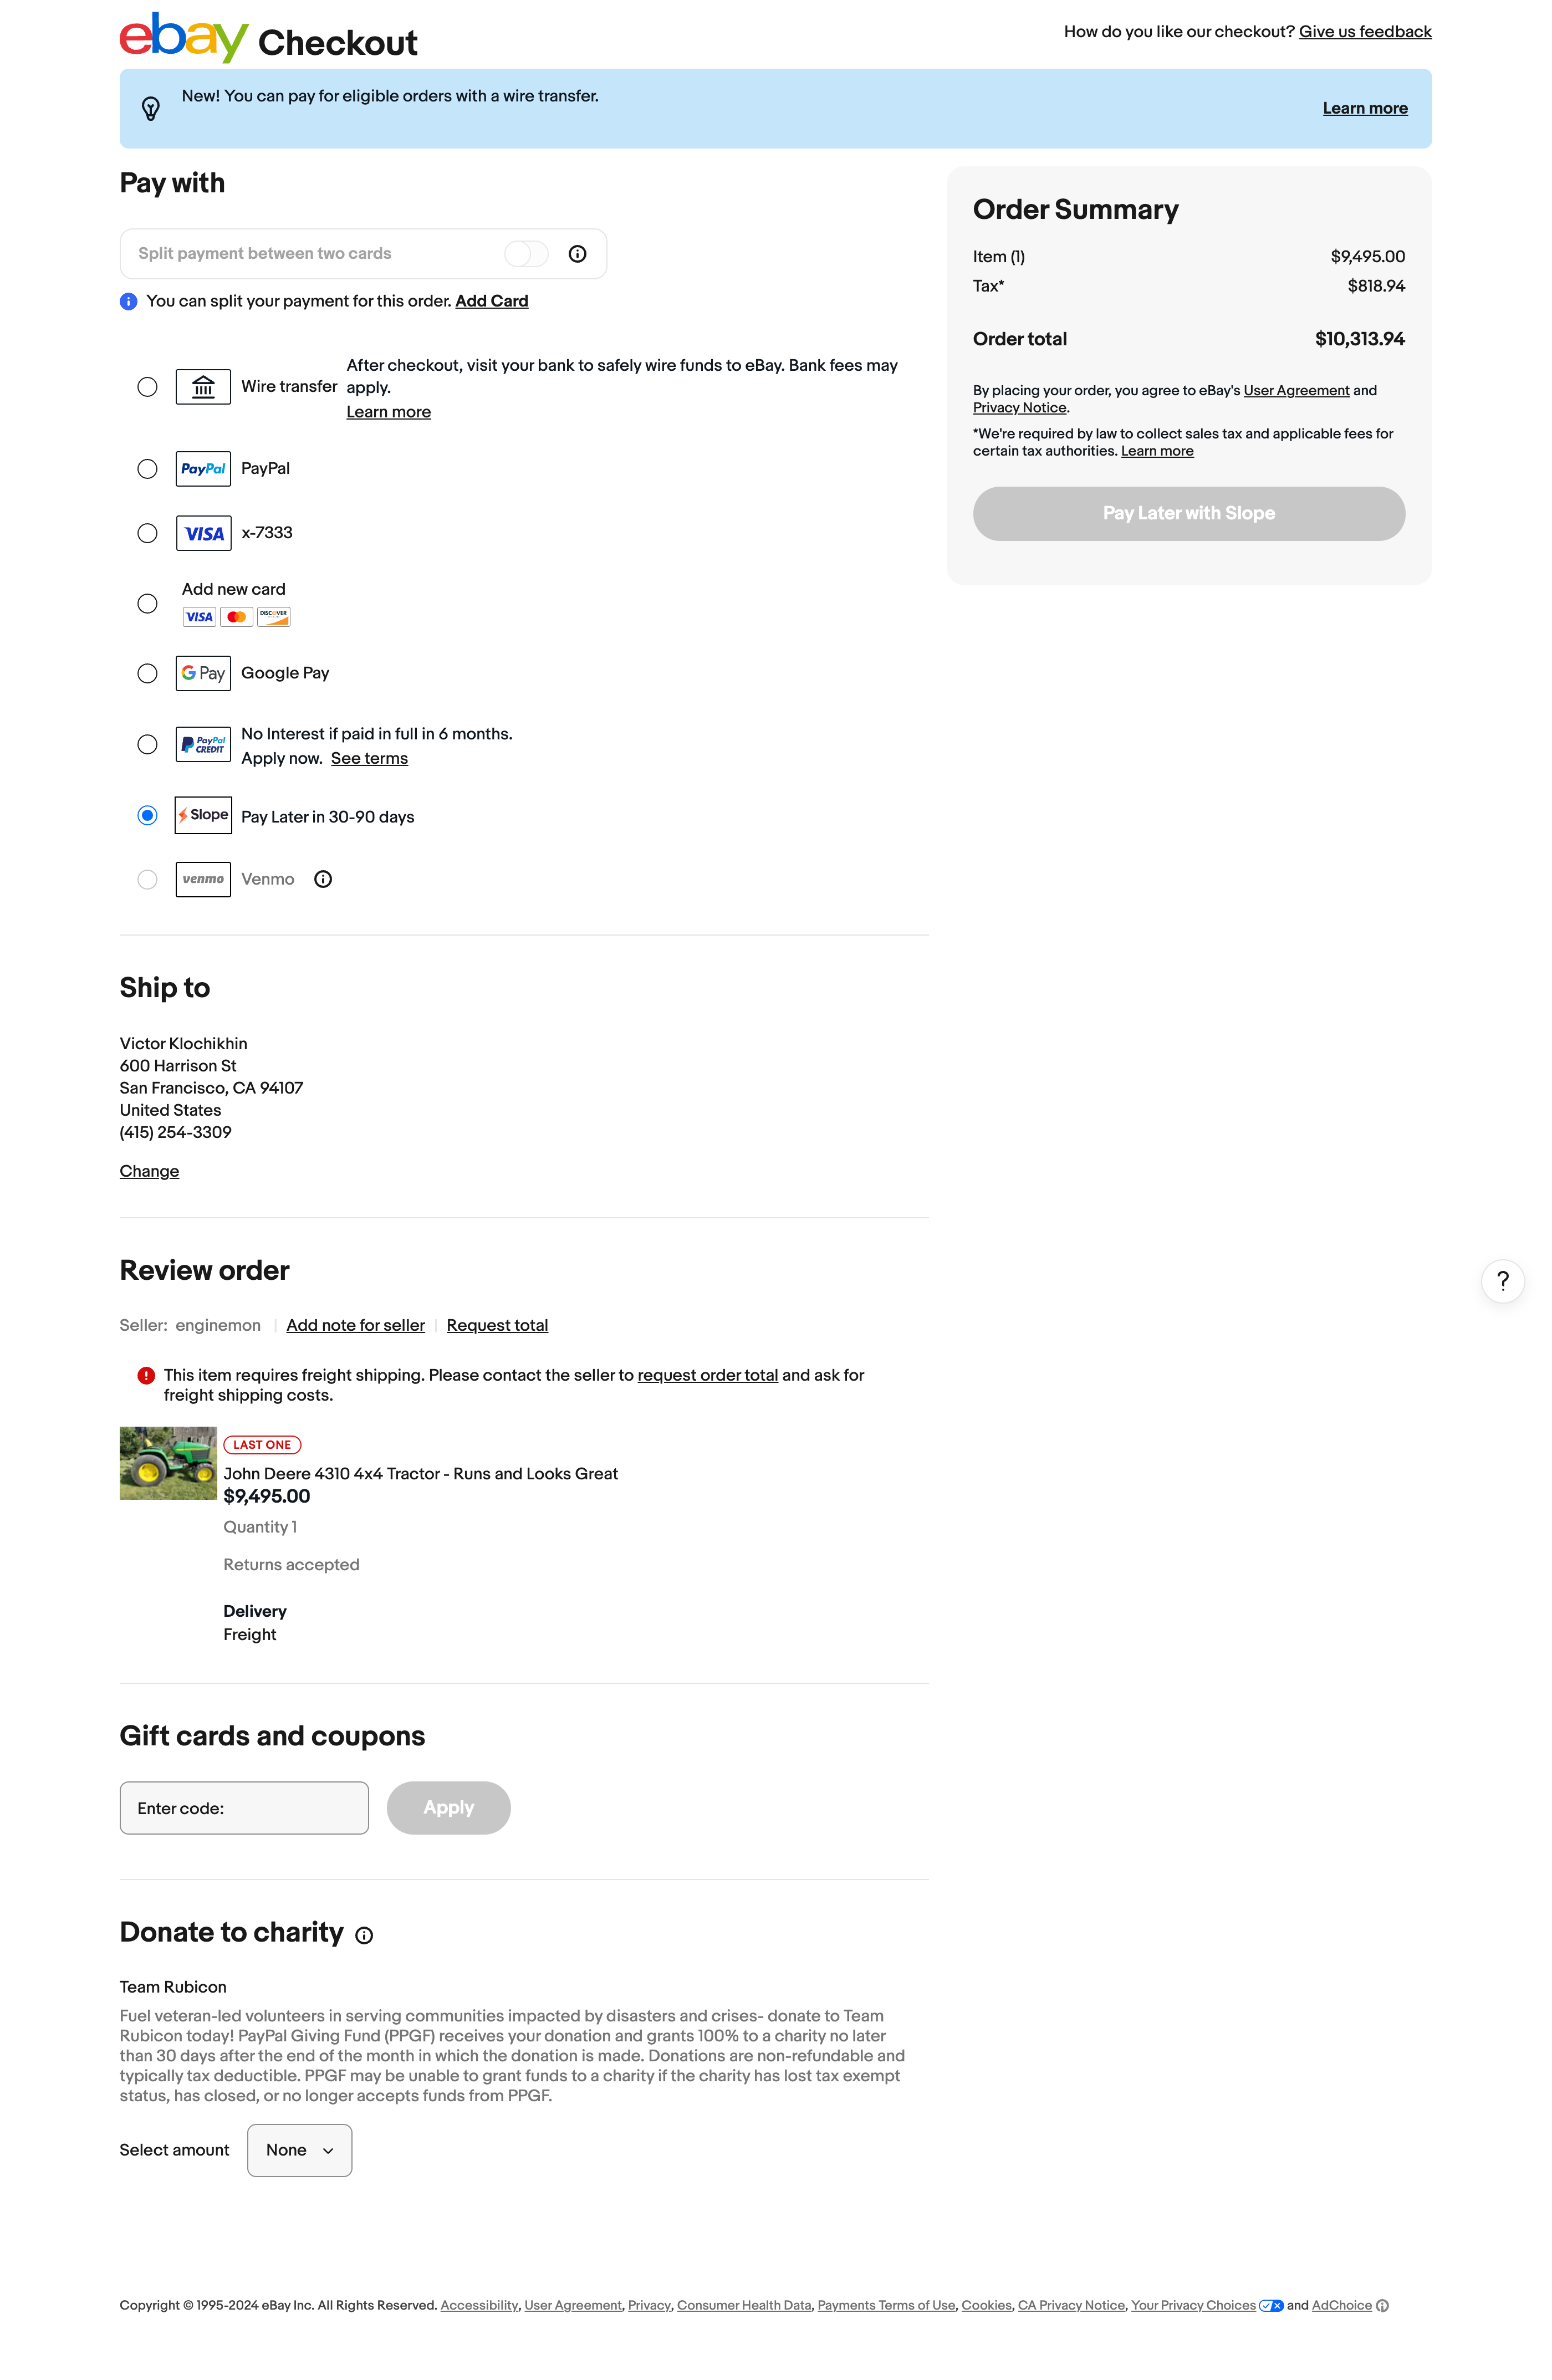 ebay Checkout
How do you like our checkout? Give us feedback
New! You can pay for eligible orders with a wire transfer.
Learn more
Pay with
Split payment between two cards
You can split your payment for this order. Add Card
Wire transfer
After checkout, visit your bank to safely wire funds to eBay. Bank fees may
apply.
Learn more
PayPal PayPal
VISA x-7333
Add new card
VISA DISCOVER
G Pay Google Pay
PayPal CREDIT
No Interest if paid in full in 6 months.
Apply now. See terms
Slope Pay Later in 30-90 days
venmo Venmo
Order Summary
Item (1) $9,495.00
Tax* $818.94
Order total $10,313.94
By placing your order, you agree to eBay's User Agreement and
Privacy Notice.
*We're required by law to collect sales tax and applicable fees for
certain tax authorities. Learn more
Pay Later with Slope
Ship to
Victor Klochikhin
600 Harrison St
San Francisco, CA 94107
United States
(415) 254-3309
Change
Review order
Seller: enginemon | Add note for seller | Request total
This item requires freight shipping. Please contact the seller to request order total and ask for
freight shipping costs.
LAST ONE
John Deere 4310 4x4 Tractor - Runs and Looks Great
$9,495.00
Quantity 1
Returns accepted
Delivery
Freight
?
Gift cards and coupons
Enter code:
Apply
Donate to charity
Team Rubicon
Fuel veteran-led volunteers in serving communities impacted by disasters and crises- donate to Team
Rubicon today! PayPal Giving Fund (PPGF) receives your donation and grants 100% to a charity no later
than 30 days after the end of the month in which the donation is made. Donations are non-refundable and
typically tax deductible. PPGF may be unable to grant funds to a charity if the charity has lost tax exempt
status, has closed, or no longer accepts funds from PPGF.
Select amount None
Copyright © 1995-2024 eBay Inc. All Rights Reserved. Accessibility, User Agreement, Privacy, Consumer Health Data, Payments Terms of Use, Cookies, CA Privacy Notice, Your Privacy Choices and AdChoice